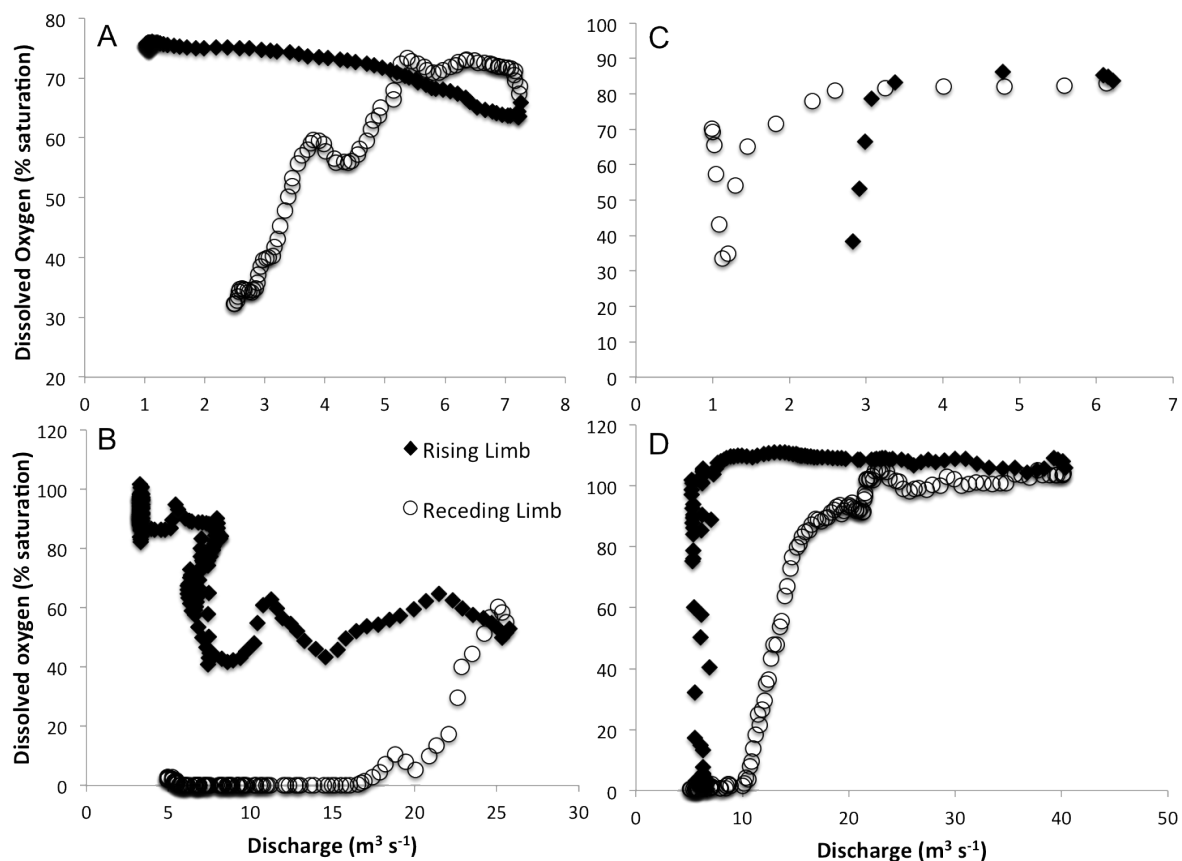 Dissolved Oxygen (% saturation)
80
70
60
50
40
30
20
A
0 1 2 3 4 5 6 7 8
100
90
80
70
60
50
40
30
20
10
0
C
0 1 2 3 4 5 6 7
Dissolved oxygen (% saturation)
120
100
80
60
40
20
0
B
Rising Limb
Receding Limb
0 5 10 15 20 25 30
Discharge (m³ s⁻¹)
120
100
80
60
40
20
0
D
0 10 20 30 40 50
Discharge (m³ s⁻¹)